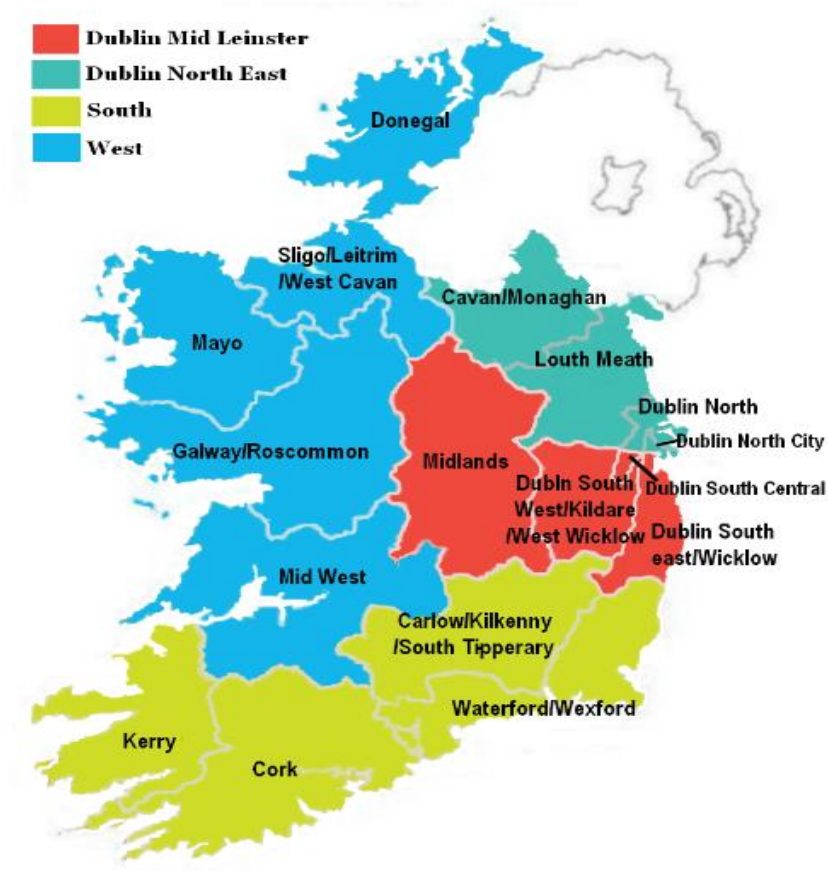 Dublin Mid Leinster
Dublin North East
South
West
Donegal
Sligo/Leitrim
/West Cavan
Cavan/Monaghan
Mayo
Louth Meath
Dublin North
Dublin North City
Galway/Roscommon
Midlands
Dubln South
West/Kildare
/West Wicklow
Dublin South Central
Dublin South
east/Wicklow
Mid West
Carlow/Kilkenny
/South Tipperary
Waterford/Wexford
Kerry
Cork